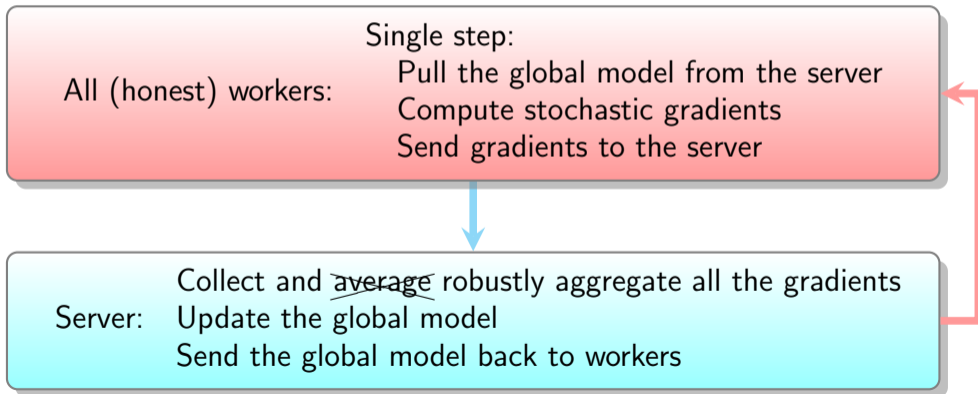 Single step:
All (honest) workers:
Pull the global model from the server
Compute stochastic gradients
Send gradients to the server
Collect and average robustly aggregate all the gradients
Server: Update the global model
Send the global model back to workers